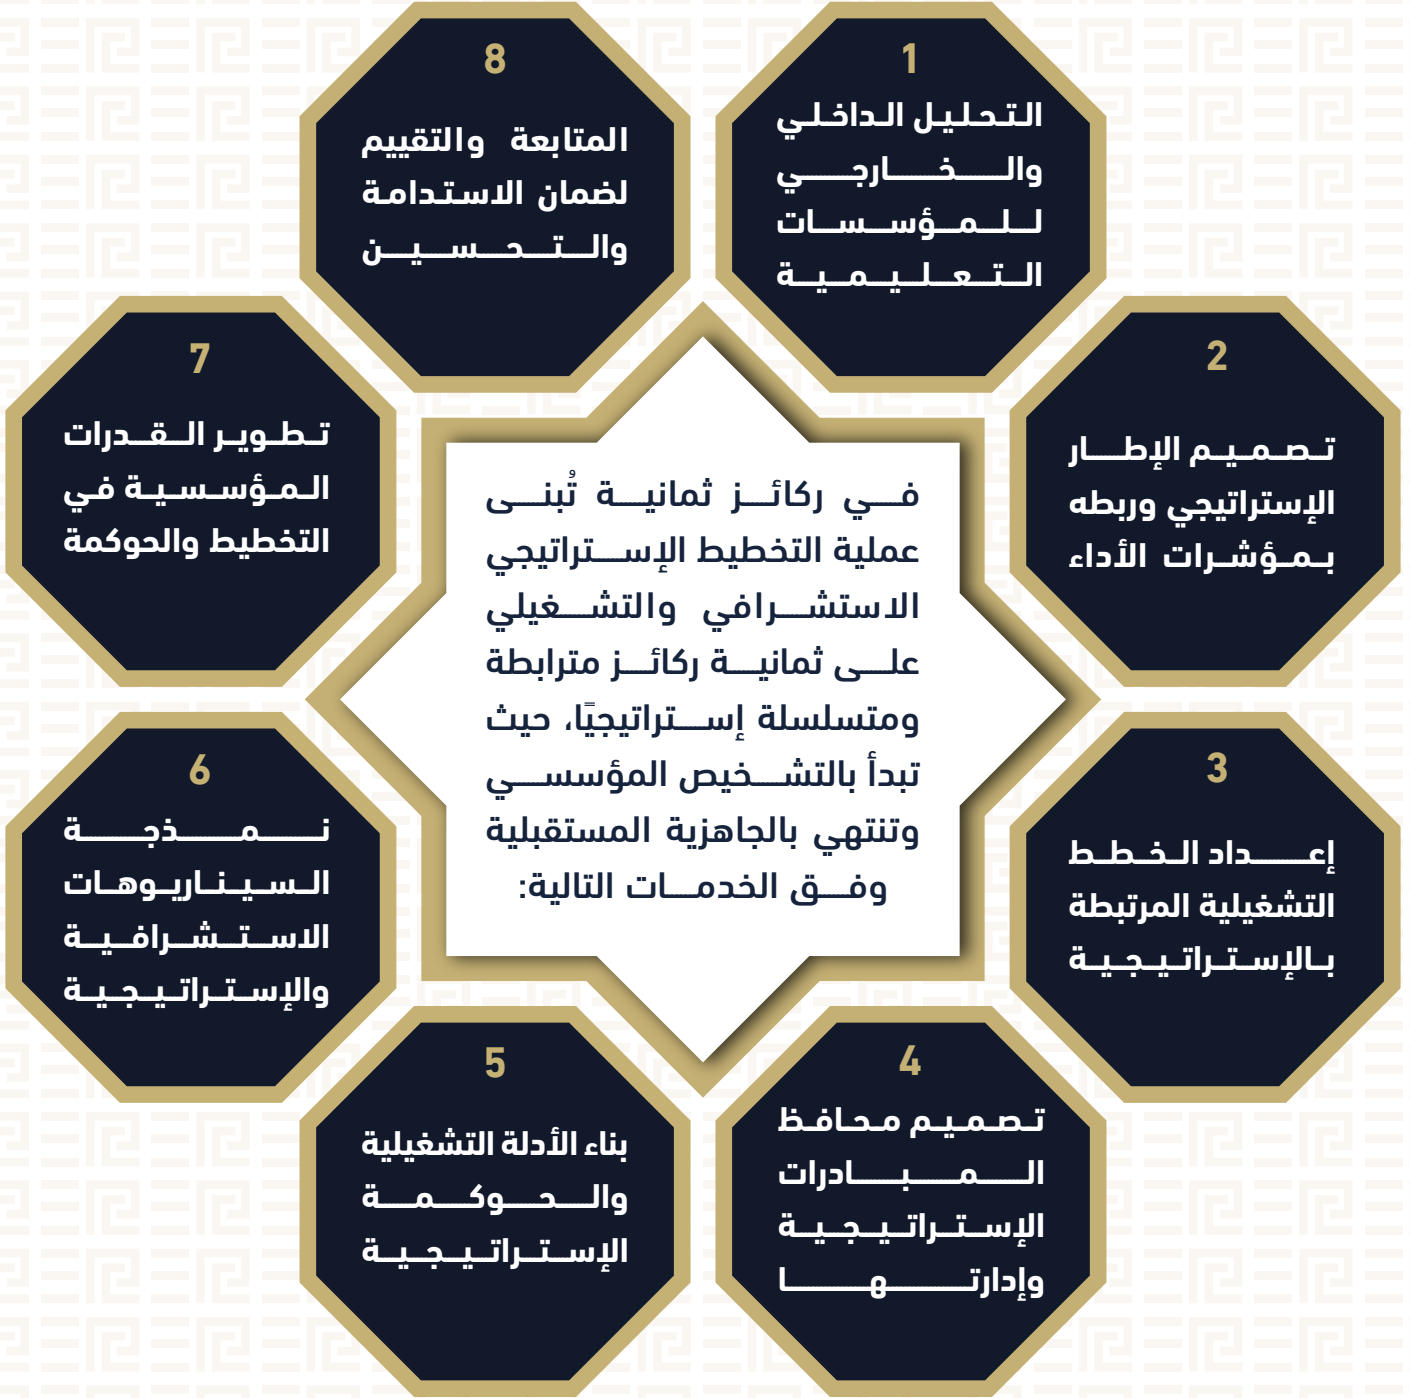 في ركائز ثمانية تُبنى
عملية التخطيط الإستراتيجي
الاستشرافي والتشغيلي
على ثمانية ركائز مترابطة
ومتسلسلة إستراتيجيًا، حيث
تبدأ بالتشخيص المؤسسي
وتنتهي بالجاهزية المستقبلية
وفق الخدمات التالية:
1
التحليل الداخلي
والخارجي
للمؤسسات
التعليمية
2
تصميم الإطار
الإستراتيجي وربطه
بمؤشرات الأداء
3
إعداد الخطط
التشغيلية المرتبطة
بالإستراتيجية
4
تصميم محافظ
المبادرات
الإستراتيجية
وإدارتها
5
بناء الأدلة التشغيلية
والحوكمة
الإستراتيجية
6
نمذجة
السيناريوهات
الاستشرافية
والإستراتيجية
7
تطوير القدرات
المؤسسية في
التخطيط والحوكمة
8
المتابعة والتقييم
لضمان الاستدامة
والتحسين